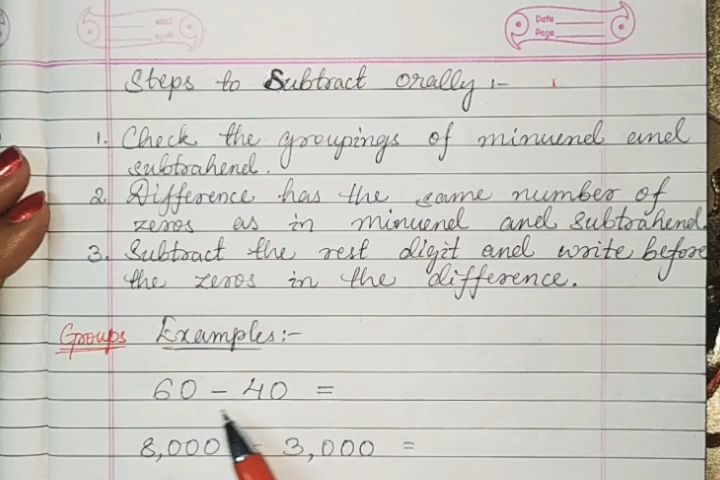 Date
Page
Steps to Subtract orally :-
1. Check the groupings of minuend and
subtrahend.
2. Difference has the same number of
zeros as in minuend and subtrahend.
3. Subtract the rest digit and write before
the zeros in the difference.
Groups Examples:-
60 - 40 =
8,000 - 3,000 =